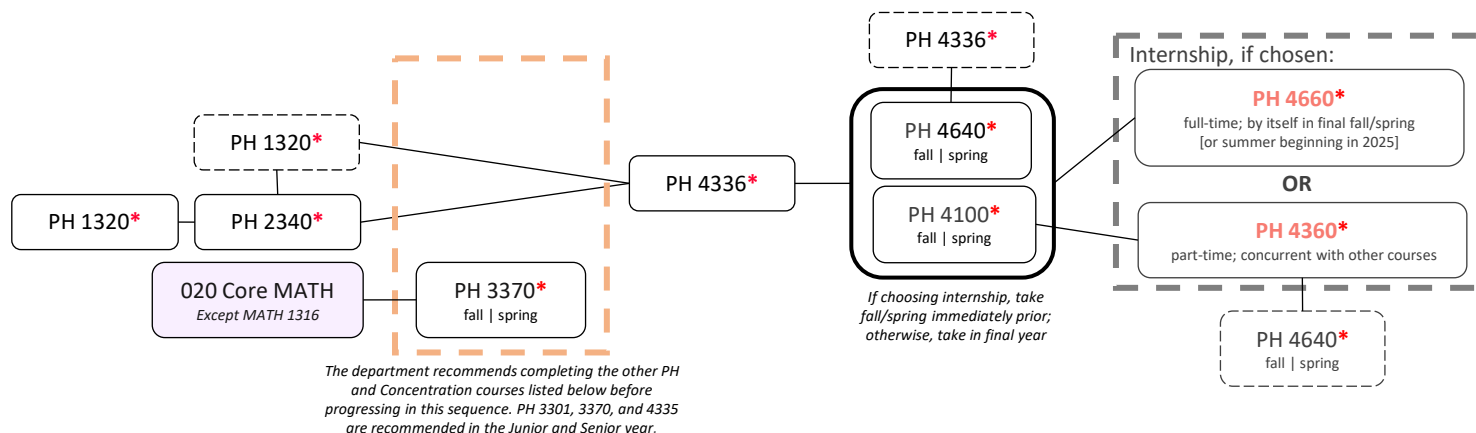 PH 4336*
Internship, if chosen:
PH 4660*
full-time; by itself in final fall/spring
[or summer beginning in 2025]
OR
PH 4360*
part-time; concurrent with other courses
PH 4640*
fall | spring
PH 4640*
fall | spring
PH 4100*
fall | spring
If choosing internship, take
fall/spring immediately prior;
otherwise, take in final year
PH 4336*
PH 1320*
PH 1320*
PH 2340*
020 Core MATH
Except MATH 1316
PH 3370*
fall | spring
The department recommends completing the other PH
and Concentration courses listed below before
progressing in this sequence. PH 3301, 3370, and 4335
are recommended in the Junior and Senior year.